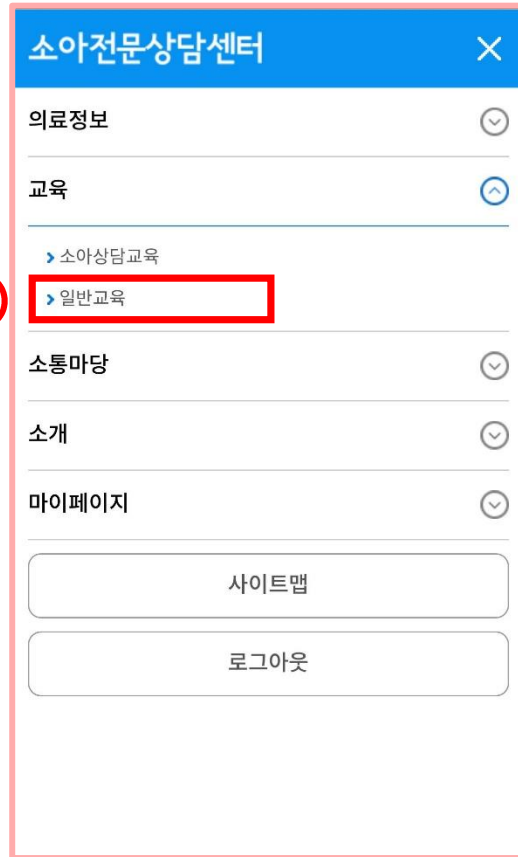 소아전문상담센터
의료정보
교육
소아상담교육
일반교육
소통마당
소개
마이페이지
사이트맵
로그아웃